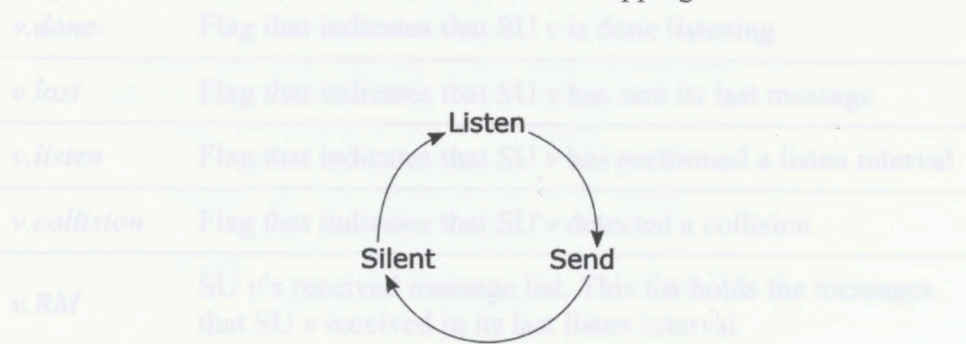 v.done Flag that indicates that SU v is done listening
v.last Flag that indicates that SU v has sent its last message
Listen
v.listen Flag that indicates that SU v has performed a listen interval
v.collision Flag that indicates that SU v detected a collision
Silent Send
v.RM SU v's received message list. This list holds the messages
that SU v received in its last listen interval.